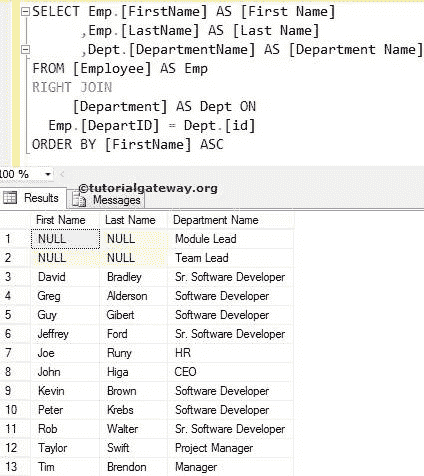 SELECT Emp.[FirstName] AS [First Name]
,Emp.[LastName] AS [Last Name]
,Dept.[DepartmentName] AS [Department Name]
FROM [Employee] AS Emp
RIGHT JOIN
[Department] AS Dept ON
Emp.[DepartID] = Dept.[id]
ORDER BY [FirstName] ASC
100 %
©tutorialgateway.org
Results Messages
First Name Last Name Department Name
1 NULL NULL Module Lead
2 NULL NULL Team Lead
3 David Bradley Sr. Software Developer
4 Greg Alderson Software Developer
5 Guy Gibert Software Developer
6 Jeffrey Ford Sr. Software Developer
7 Joe Runy HR
8 John Higa CEO
9 Kevin Brown Software Developer
10 Peter Krebs Software Developer
11 Rob Walter Sr. Software Developer
12 Taylor Swift Project Manager
13 Tim Brendon Manager